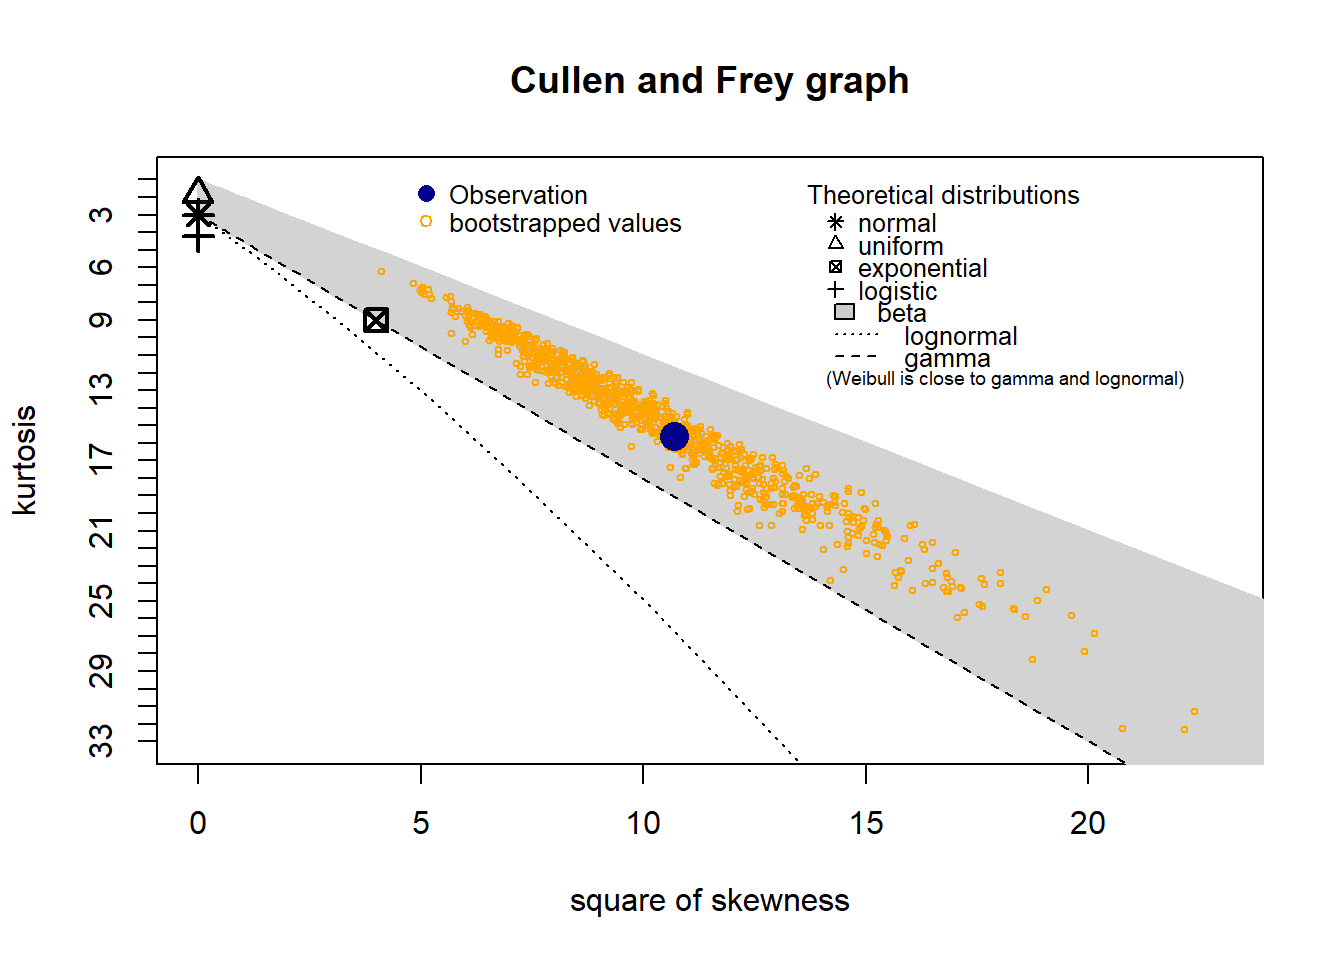 Cullen and Frey graph
Observation
bootstrapped values
Theoretical distributions
normal
uniform
exponential
logistic
beta
lognormal
gamma
(Weibull is close to gamma and lognormal)
kurtosis
3
6
9
13
17
21
25
29
33
0 5 10 15 20
square of skewness